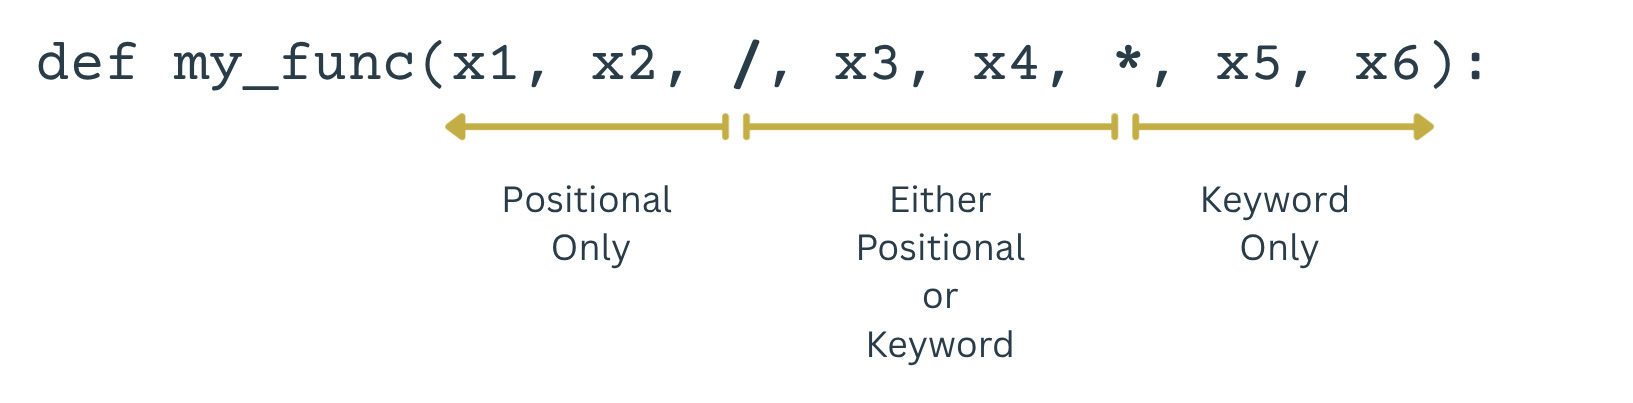 def my_func(x1, x2, /, x3, x4, *, x5, x6):
Positional
Only
Either
Positional
or
Keyword
Keyword
Only